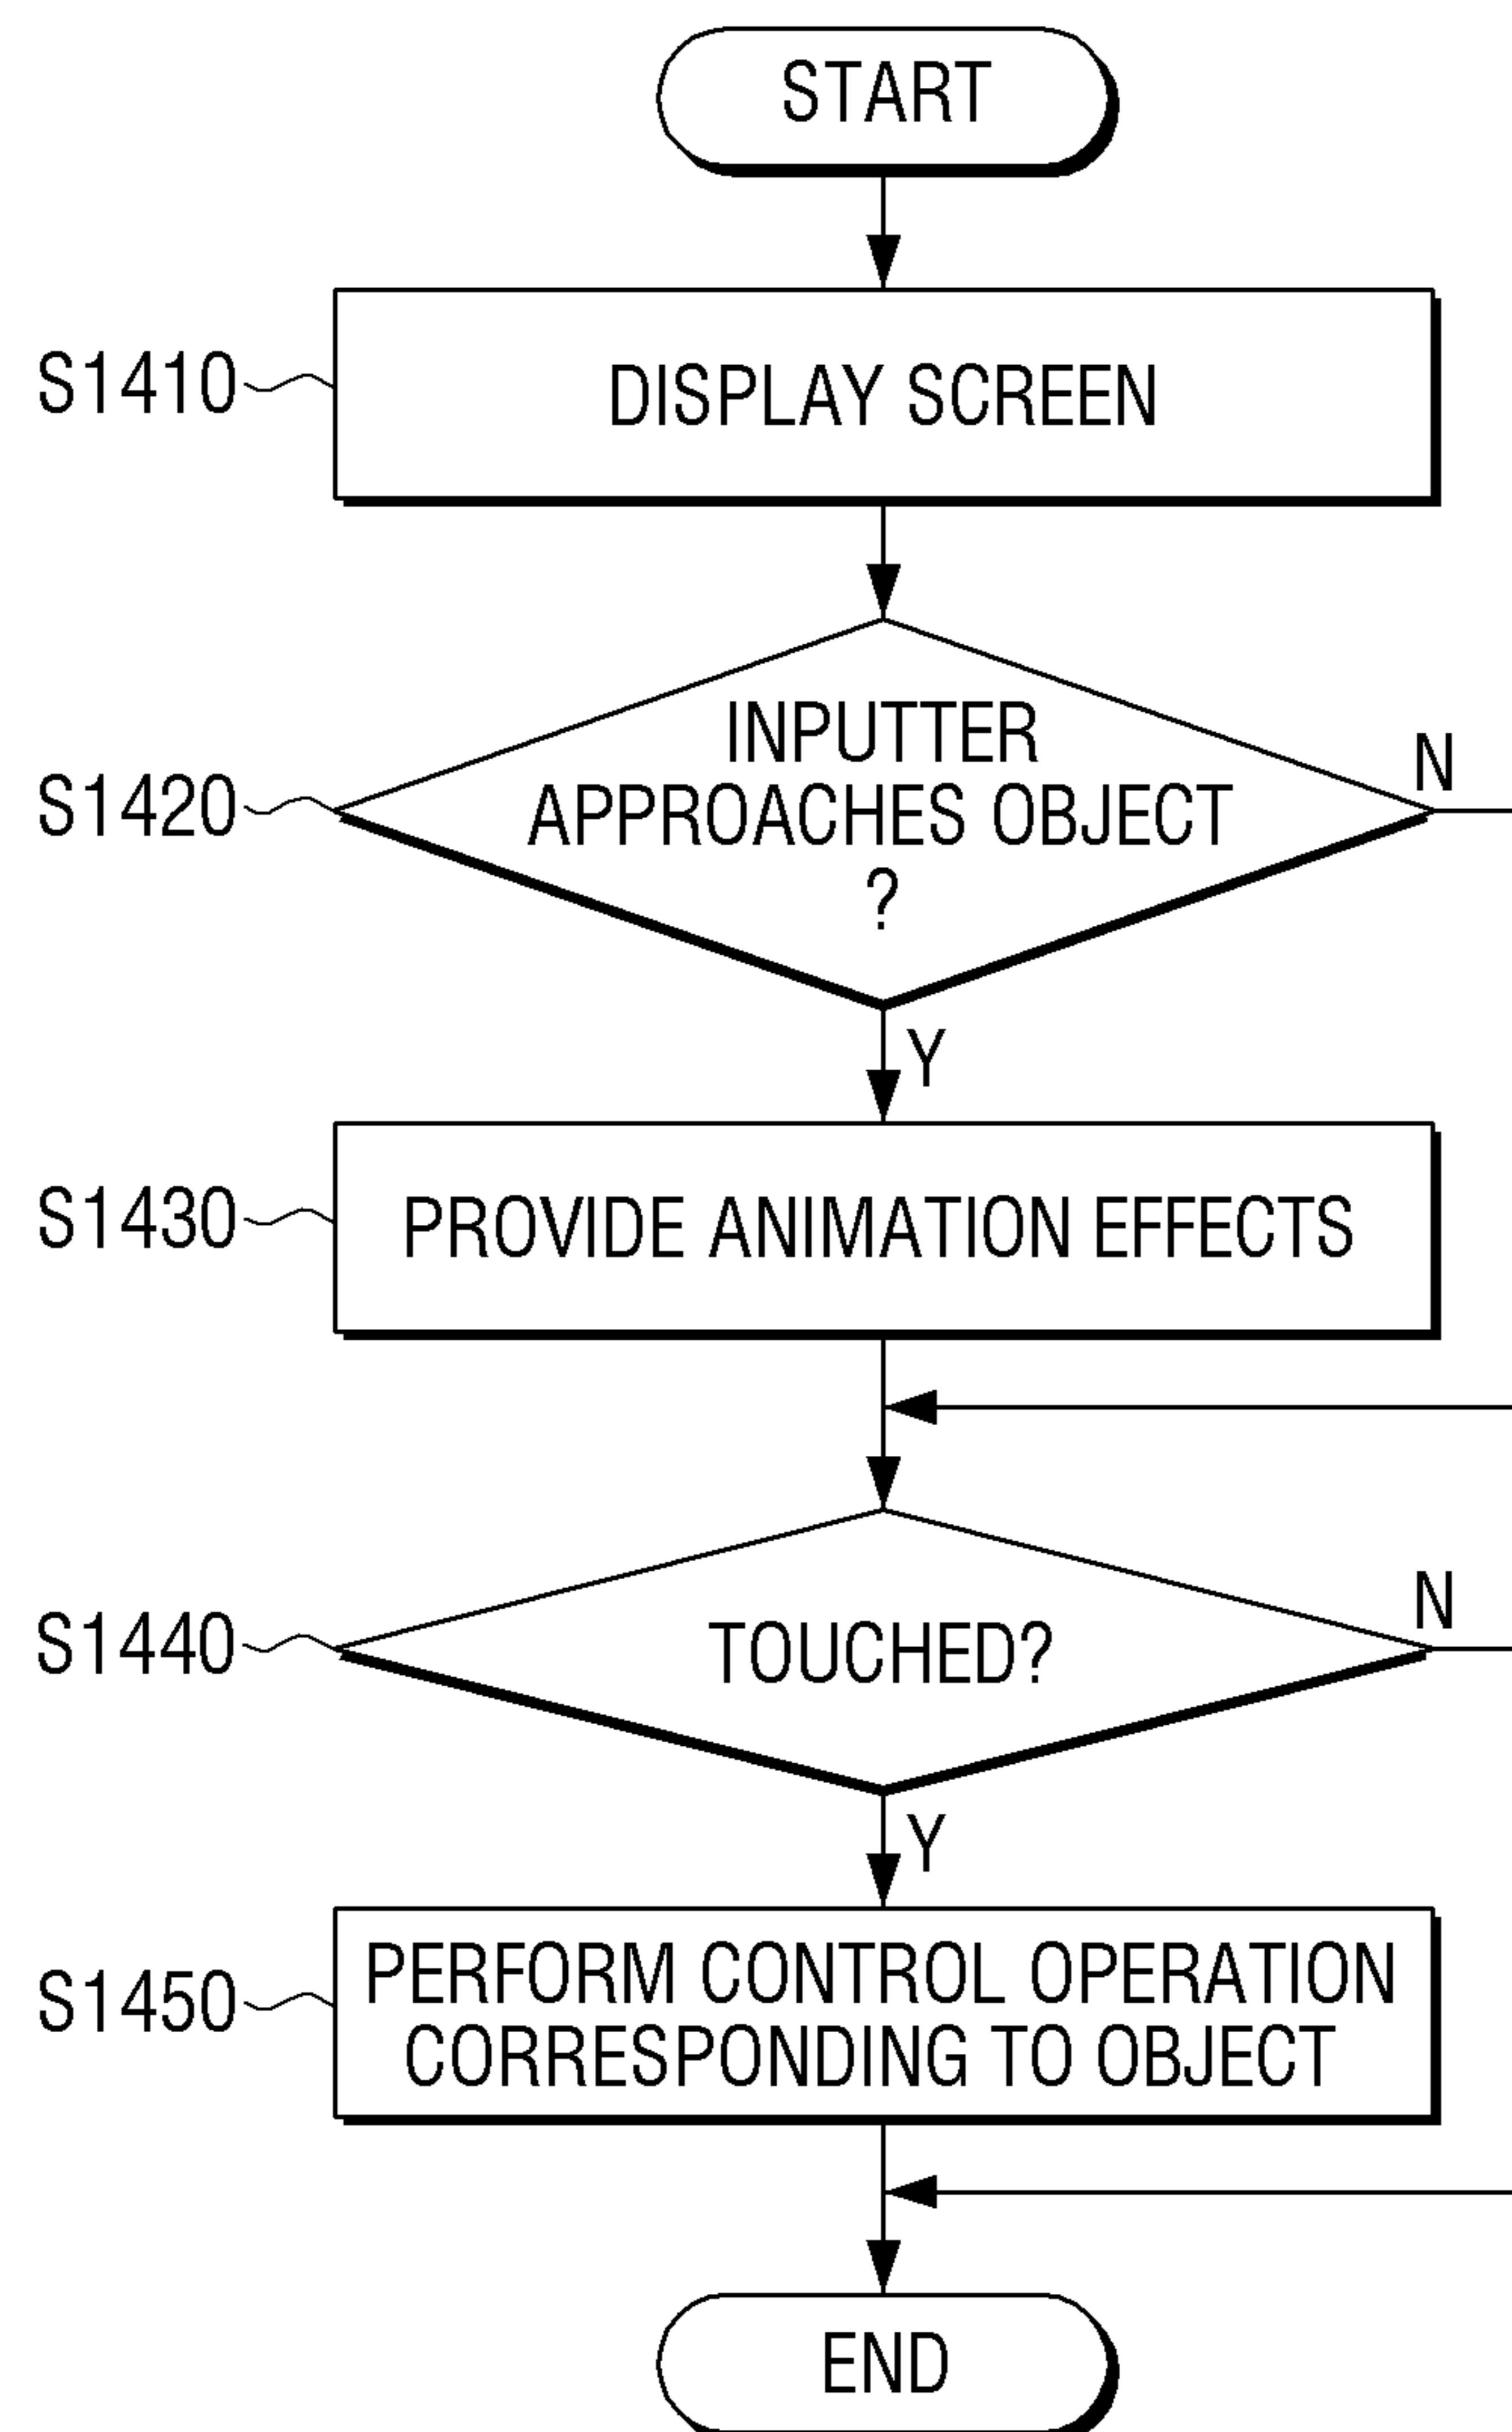 START
S1410
DISPLAY SCREEN
INPUTTER
APPROACHES OBJECT
?
S1420
N
Y
S1430
PROVIDE ANIMATION EFFECTS
S1440
TOUCHED?
N
Y
S1450
PERFORM CONTROL OPERATION
CORRESPONDING TO OBJECT
END